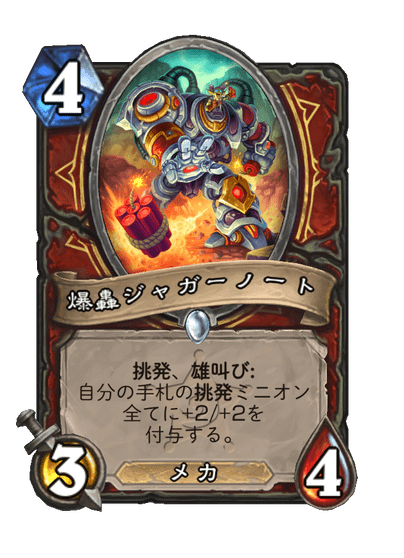 4
爆轟ジャガーノート
挑発、雄叫び:
自分の手札の挑発ミニオン
全てに+2/+2を
付与する。
メカ
3
4